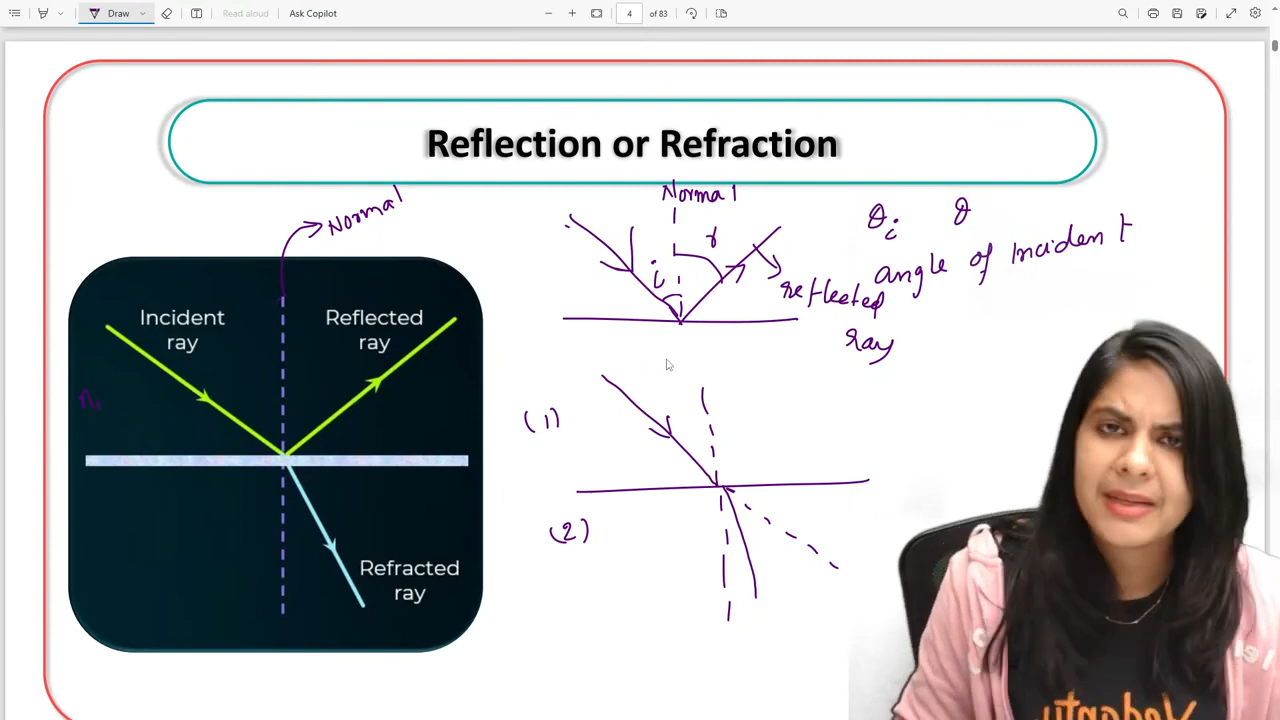 Draw
Read aloud
Ask Copilot
4 of 83
Reflection or Refraction
Normal
Normal
Incident ray
Reflected ray
Refracted ray
n₁
i
r
reflected
ray
θi θ
angle of incident
(1)
(2)